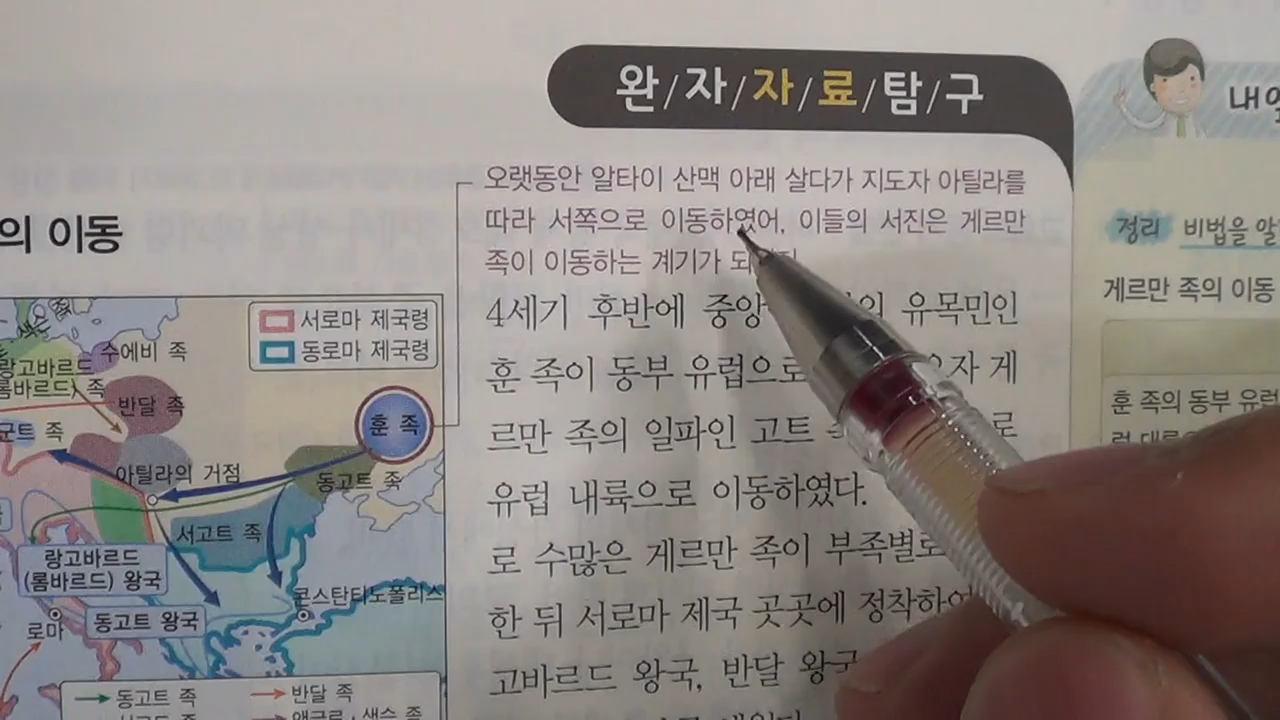 완/자/자/료/탐/구
내
오랫동안 알타이 산맥 아래 살다가 지도자 아틸라를
따라 서쪽으로 이동하였어, 이들의 서진은 게르만
족이 이동하는 계기가
4세기 후반에 유목민인
훈 족이 동부 유럽으로 게
르만 족의 일파인 고트 로
유럽 내륙으로 이동하였다.
로 수많은 게르만 족이 부족별로
한 뒤 서로마 제국 곳곳에
고바르드 왕국, 반달 왕국
의 이동
서로마 제국령
동로마 제국령
수에비 족
랑고바르드
(롬바르드) 족
반달 족
족
훈 족
아틸라의 거점
동고트 족
서고트 족
랑고바르드
(롬바르드) 왕국
콘스탄티노폴리스
동고트 왕국
로마
동고트 족
반달 족
정리 비법을
게르만 족의 이동
훈 족의 동부 유럽